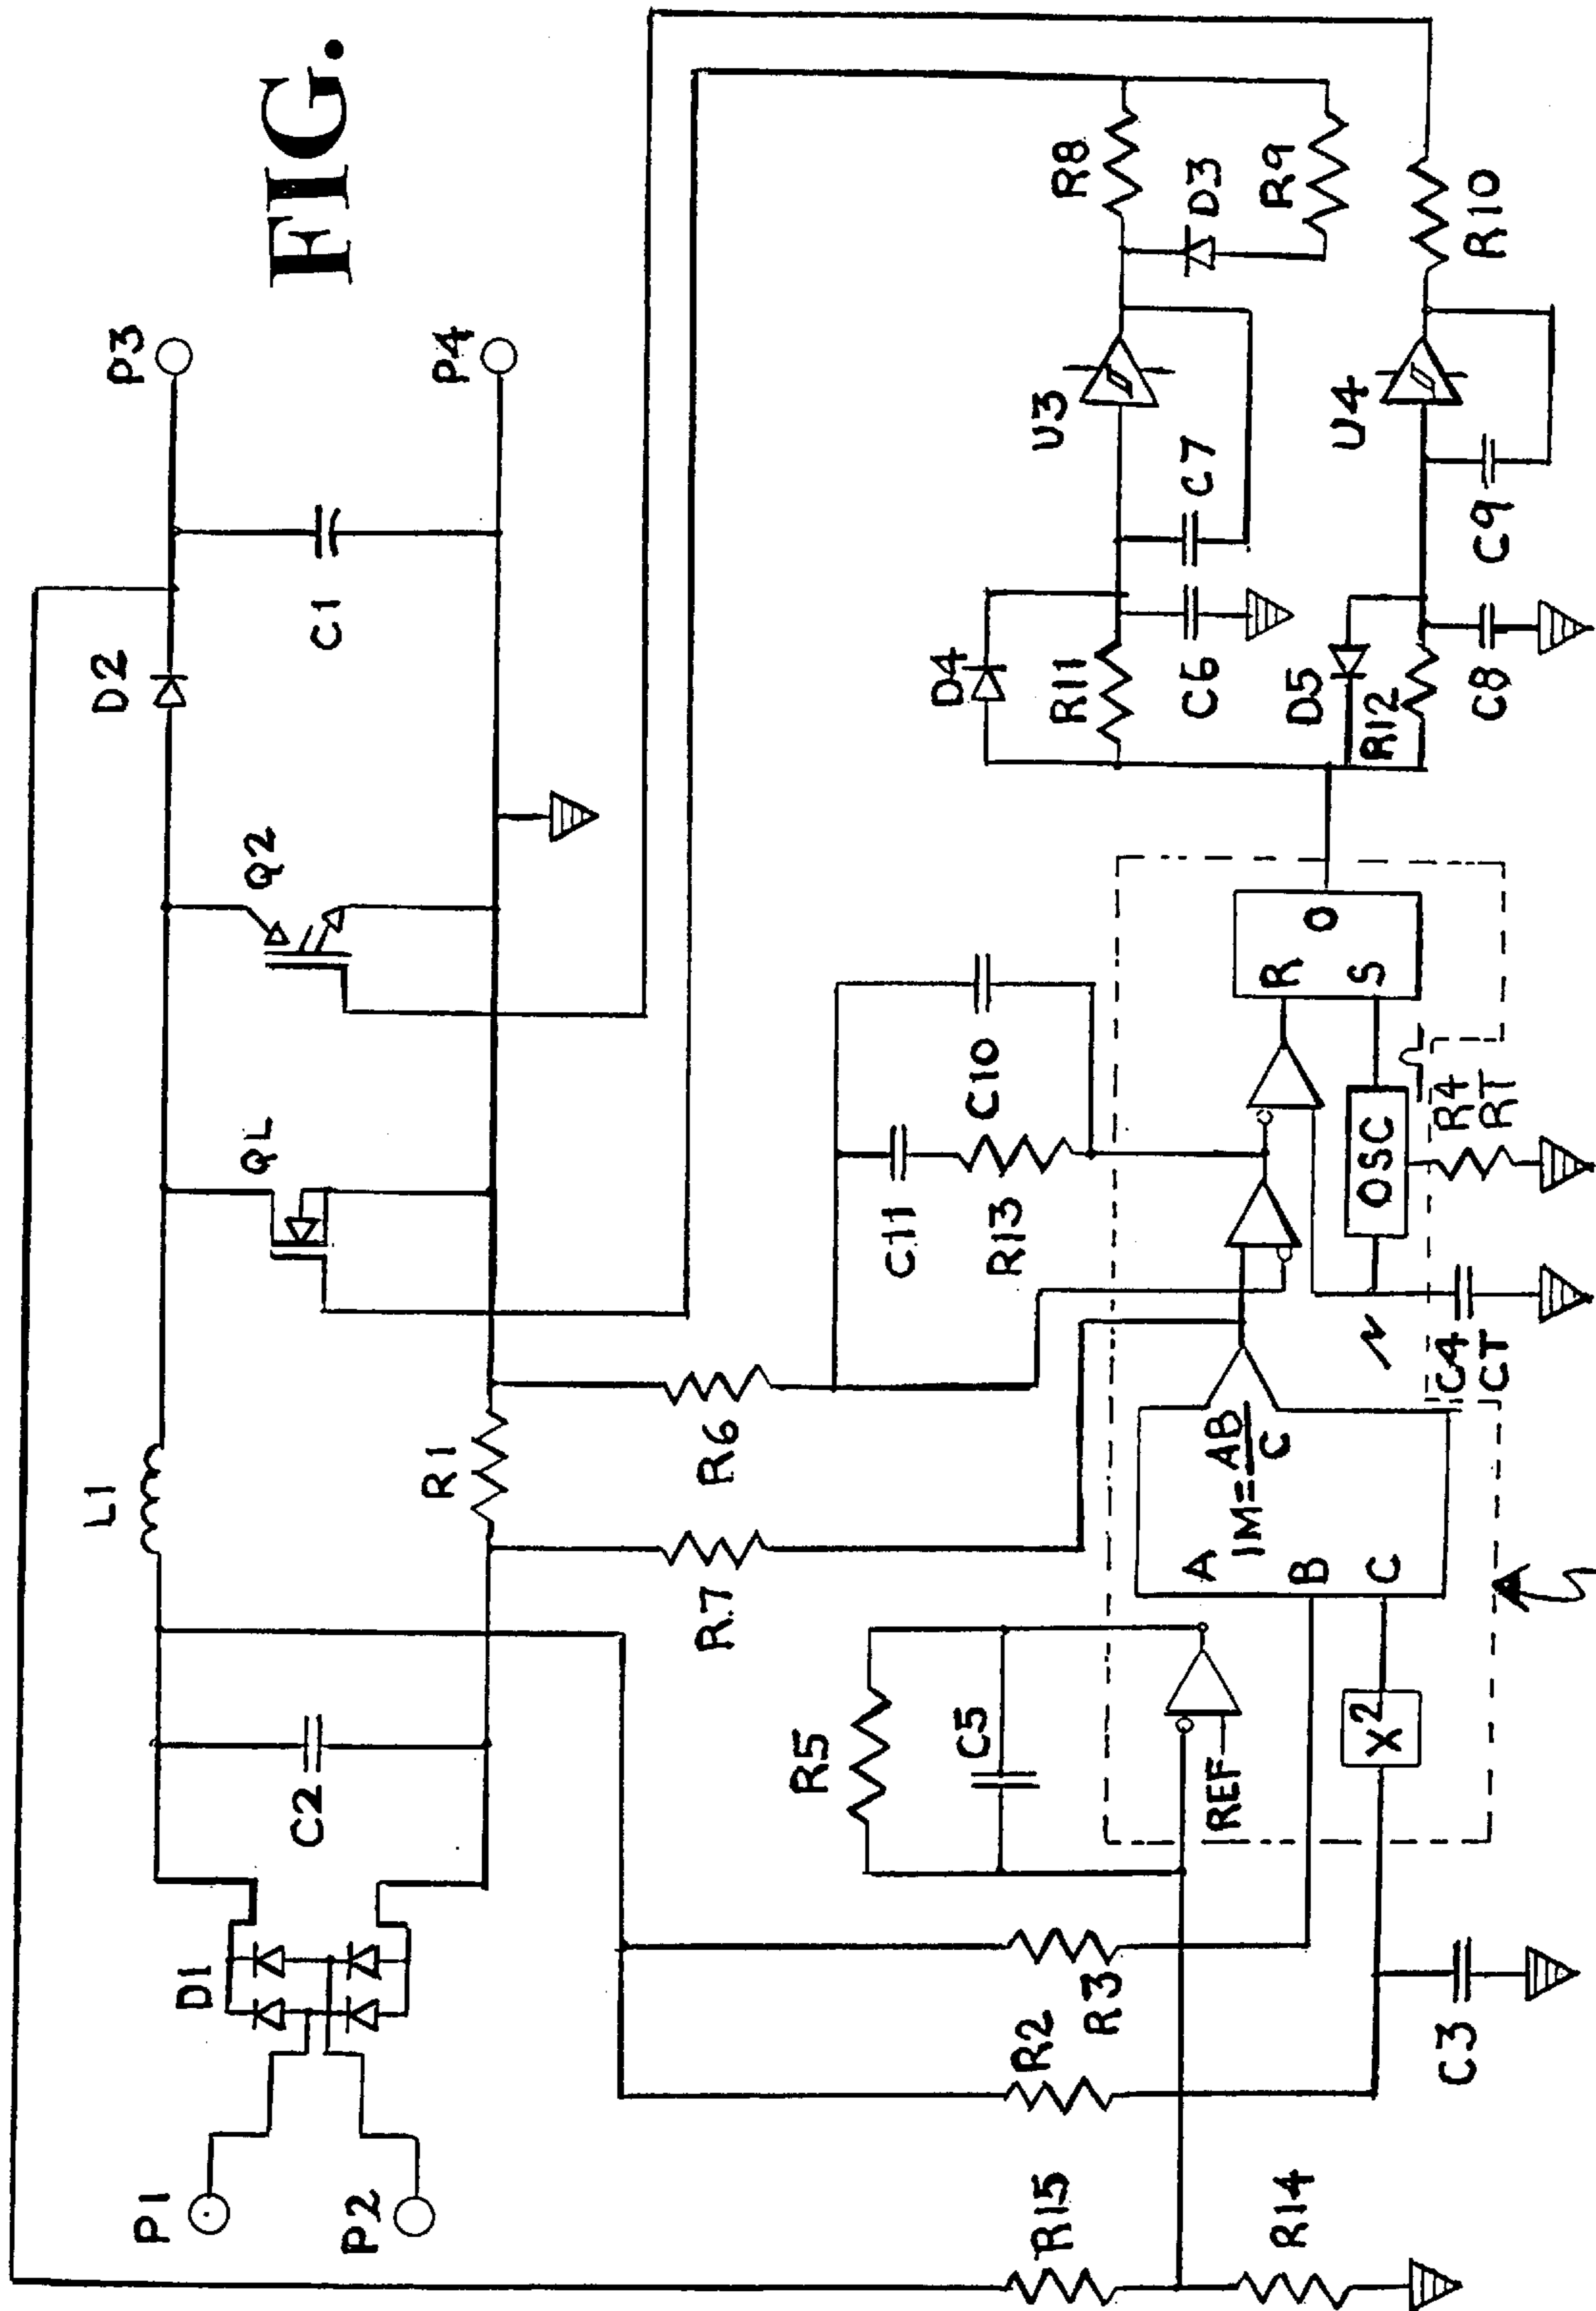 FIG.
P3
P4
D2
C1
Q2
QL
L1
R1
C2
D1
P1
P2
R8
D3
R9
R10
U3
U4
C7
C9
D4
R11
C6
D5
R12
C8
R6
R7
C11
C10
R13
R
O
S
OSC
R4
RT
C4
CT
A
IM=AB/C
B
C
R5
C5
REF
X2
R3
R2
C3
R15
R14